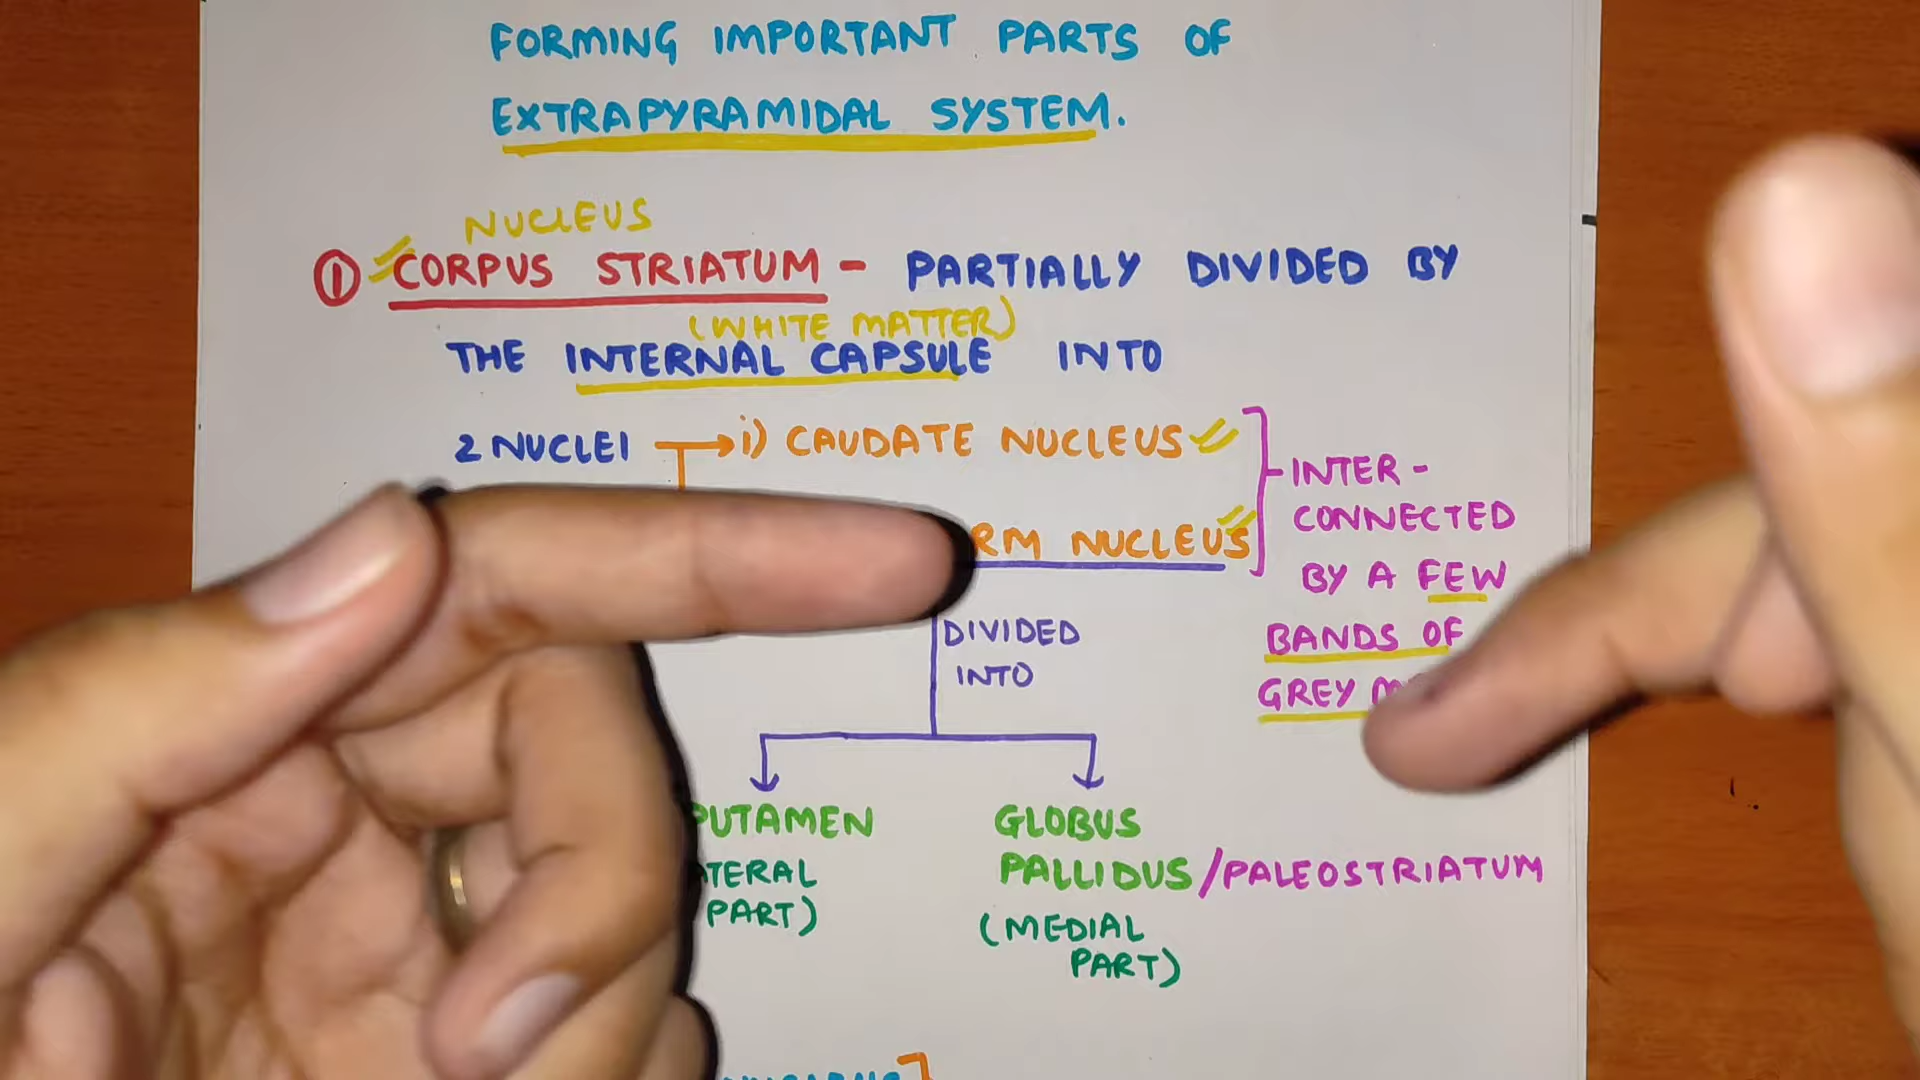 FORMING IMPORTANT PARTS OF
EXTRAPYRAMIDAL SYSTEM.
NUCLEUS
① CORPUS STRIATUM - PARTIALLY DIVIDED BY
(WHITE MATTER)
THE INTERNAL CAPSULE INTO
2 NUCLEI → i) CAUDATE NUCLEUS
NUCLEUS
INTER -
CONNECTED
BY A FEW
BANDS OF
GREY
DIVIDED
INTO
PUTAMEN
PART)
GLOBUS
PALLIDUS/PALEOSTRIATUM
(MEDIAL
PART)